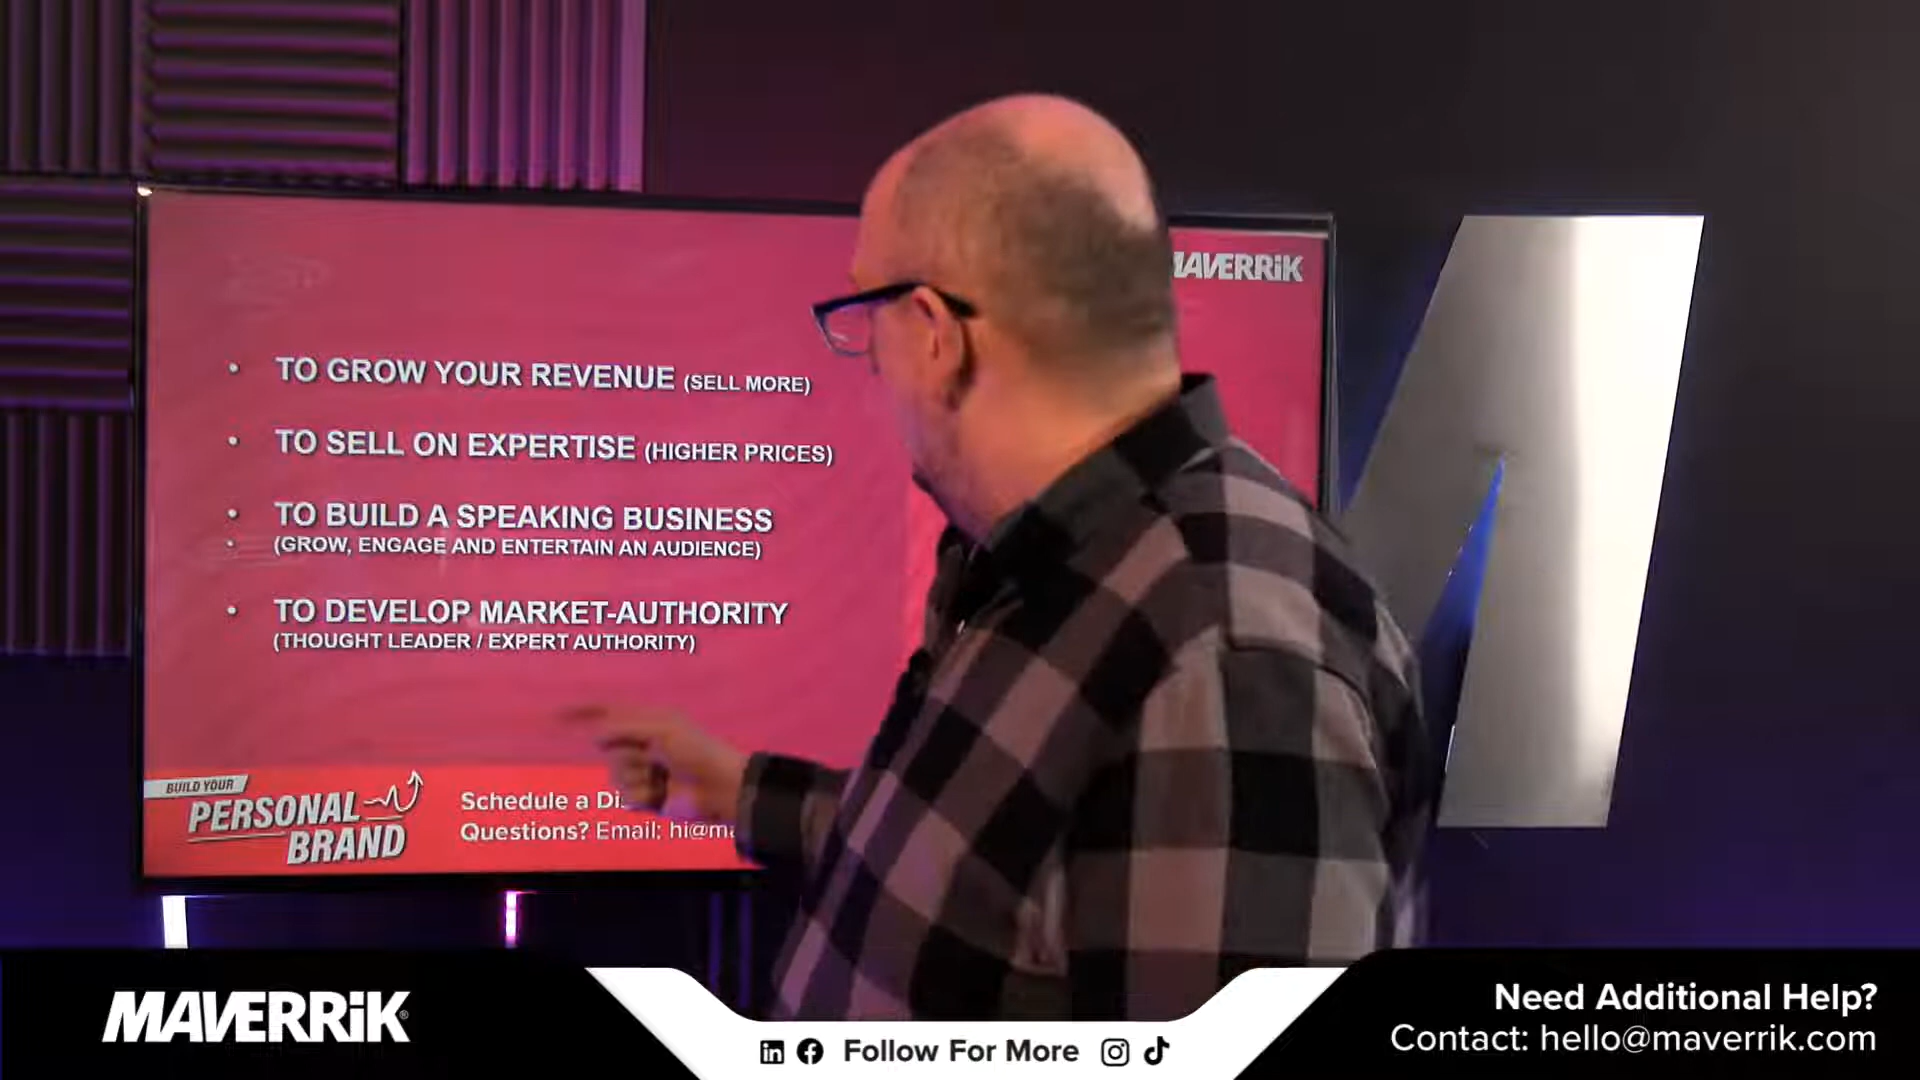 MAVERRiK
• TO GROW YOUR REVENUE (SELL MORE)
• TO SELL ON EXPERTISE (HIGHER PRICES)
• TO BUILD A SPEAKING BUSINESS
• (GROW, ENGAGE AND ENTERTAIN AN AUDIENCE)
• TO DEVELOP MARKET-AUTHORITY
(THOUGHT LEADER / EXPERT AUTHORITY)
BUILD YOUR
PERSONAL
BRAND
Schedule a
Questions? Email:
MAVERRiK®
Follow For More
Need Additional Help?
Contact: hello@maverrik.com